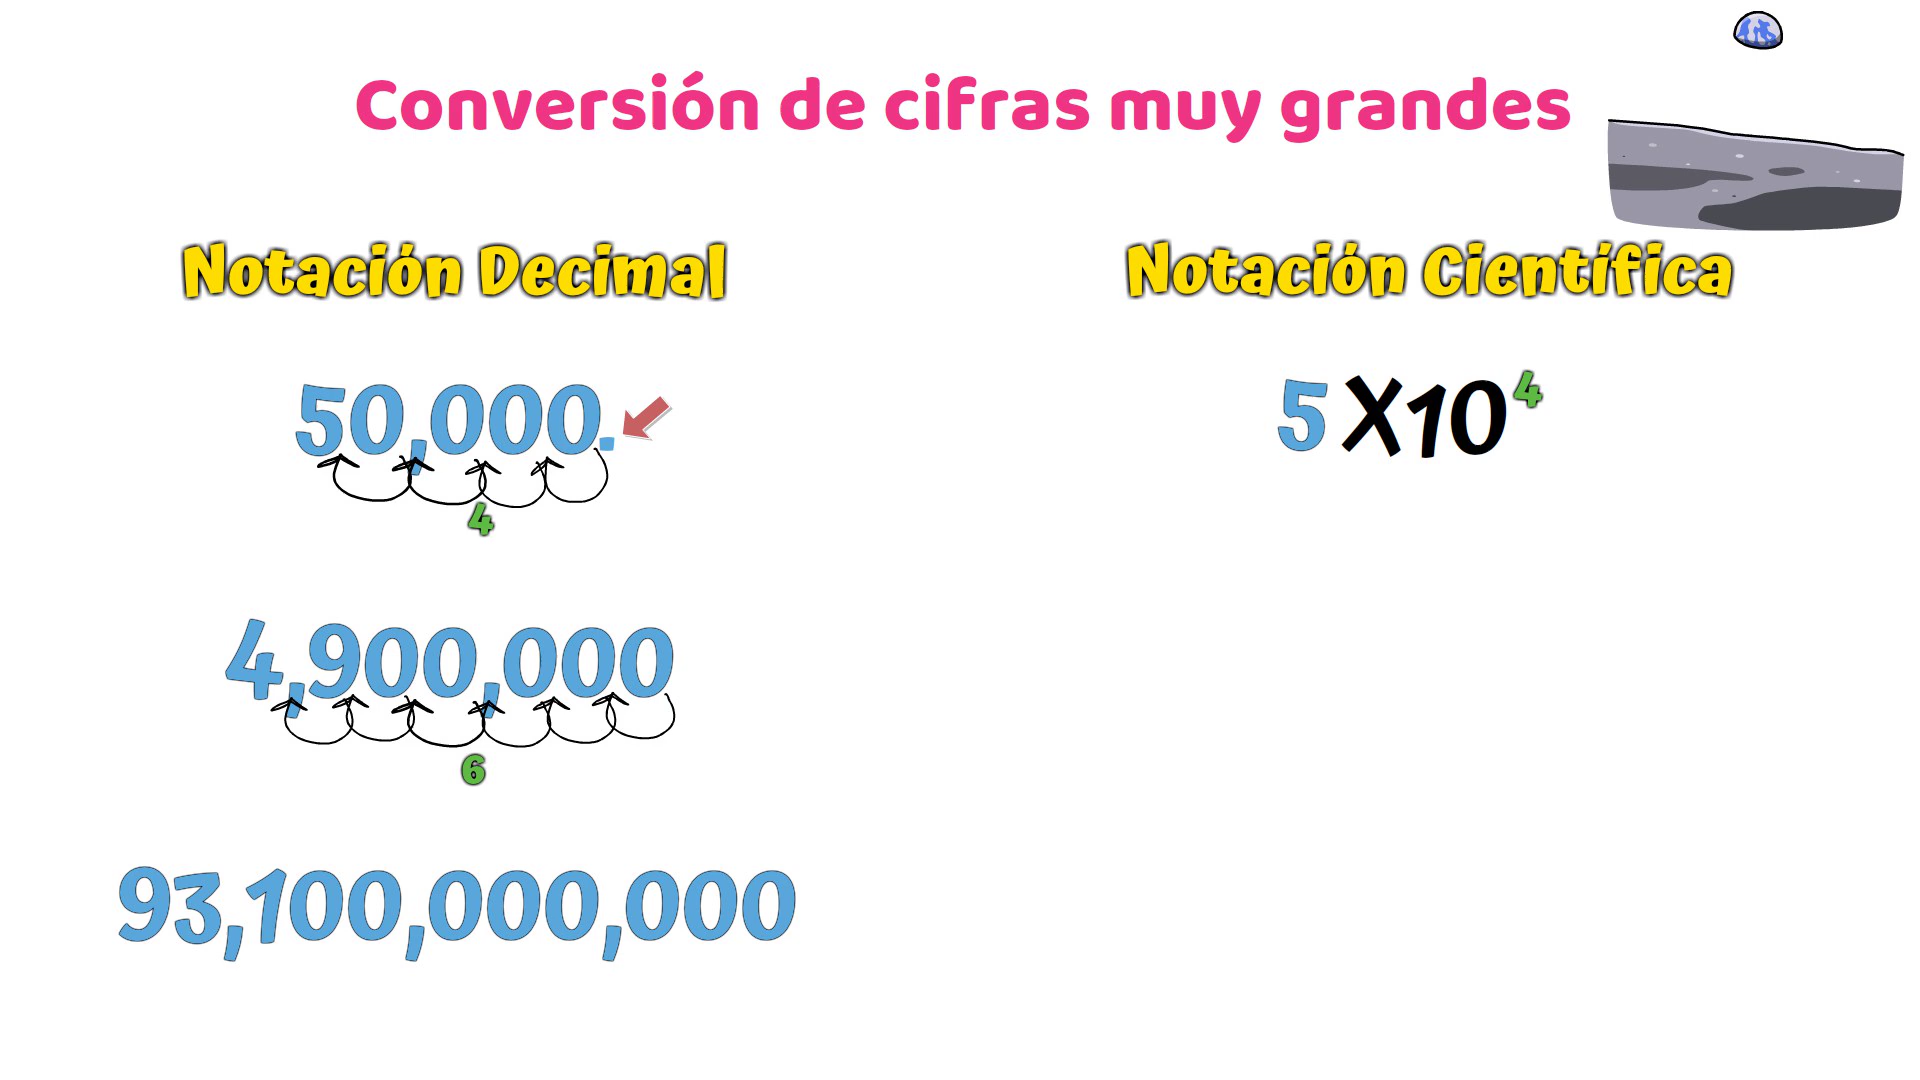 Conversión de cifras muy grandes
Notación Decimal
Notación Científica
50,000.
5 X10⁴
4
4,900,000
6
93,100,000,000